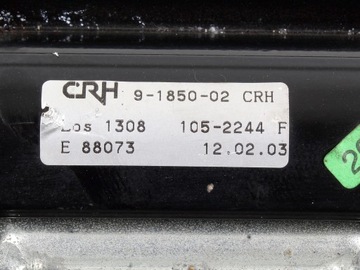 CRH 9-1850-02 CRH
Los 1308 105-2244 F
E 88073 12.02.03